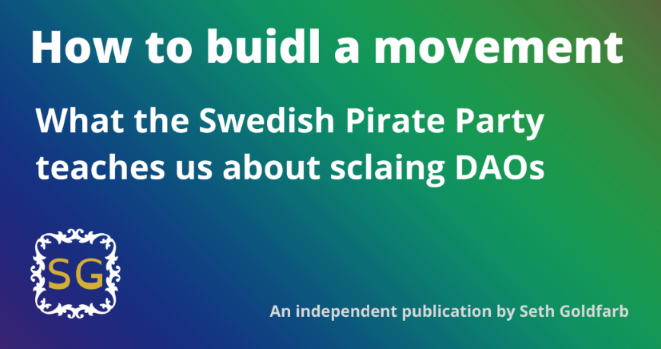 How to buidl a movement
What the Swedish Pirate Party
teaches us about sclaing DAOs
SG
An independent publication by Seth Goldfarb